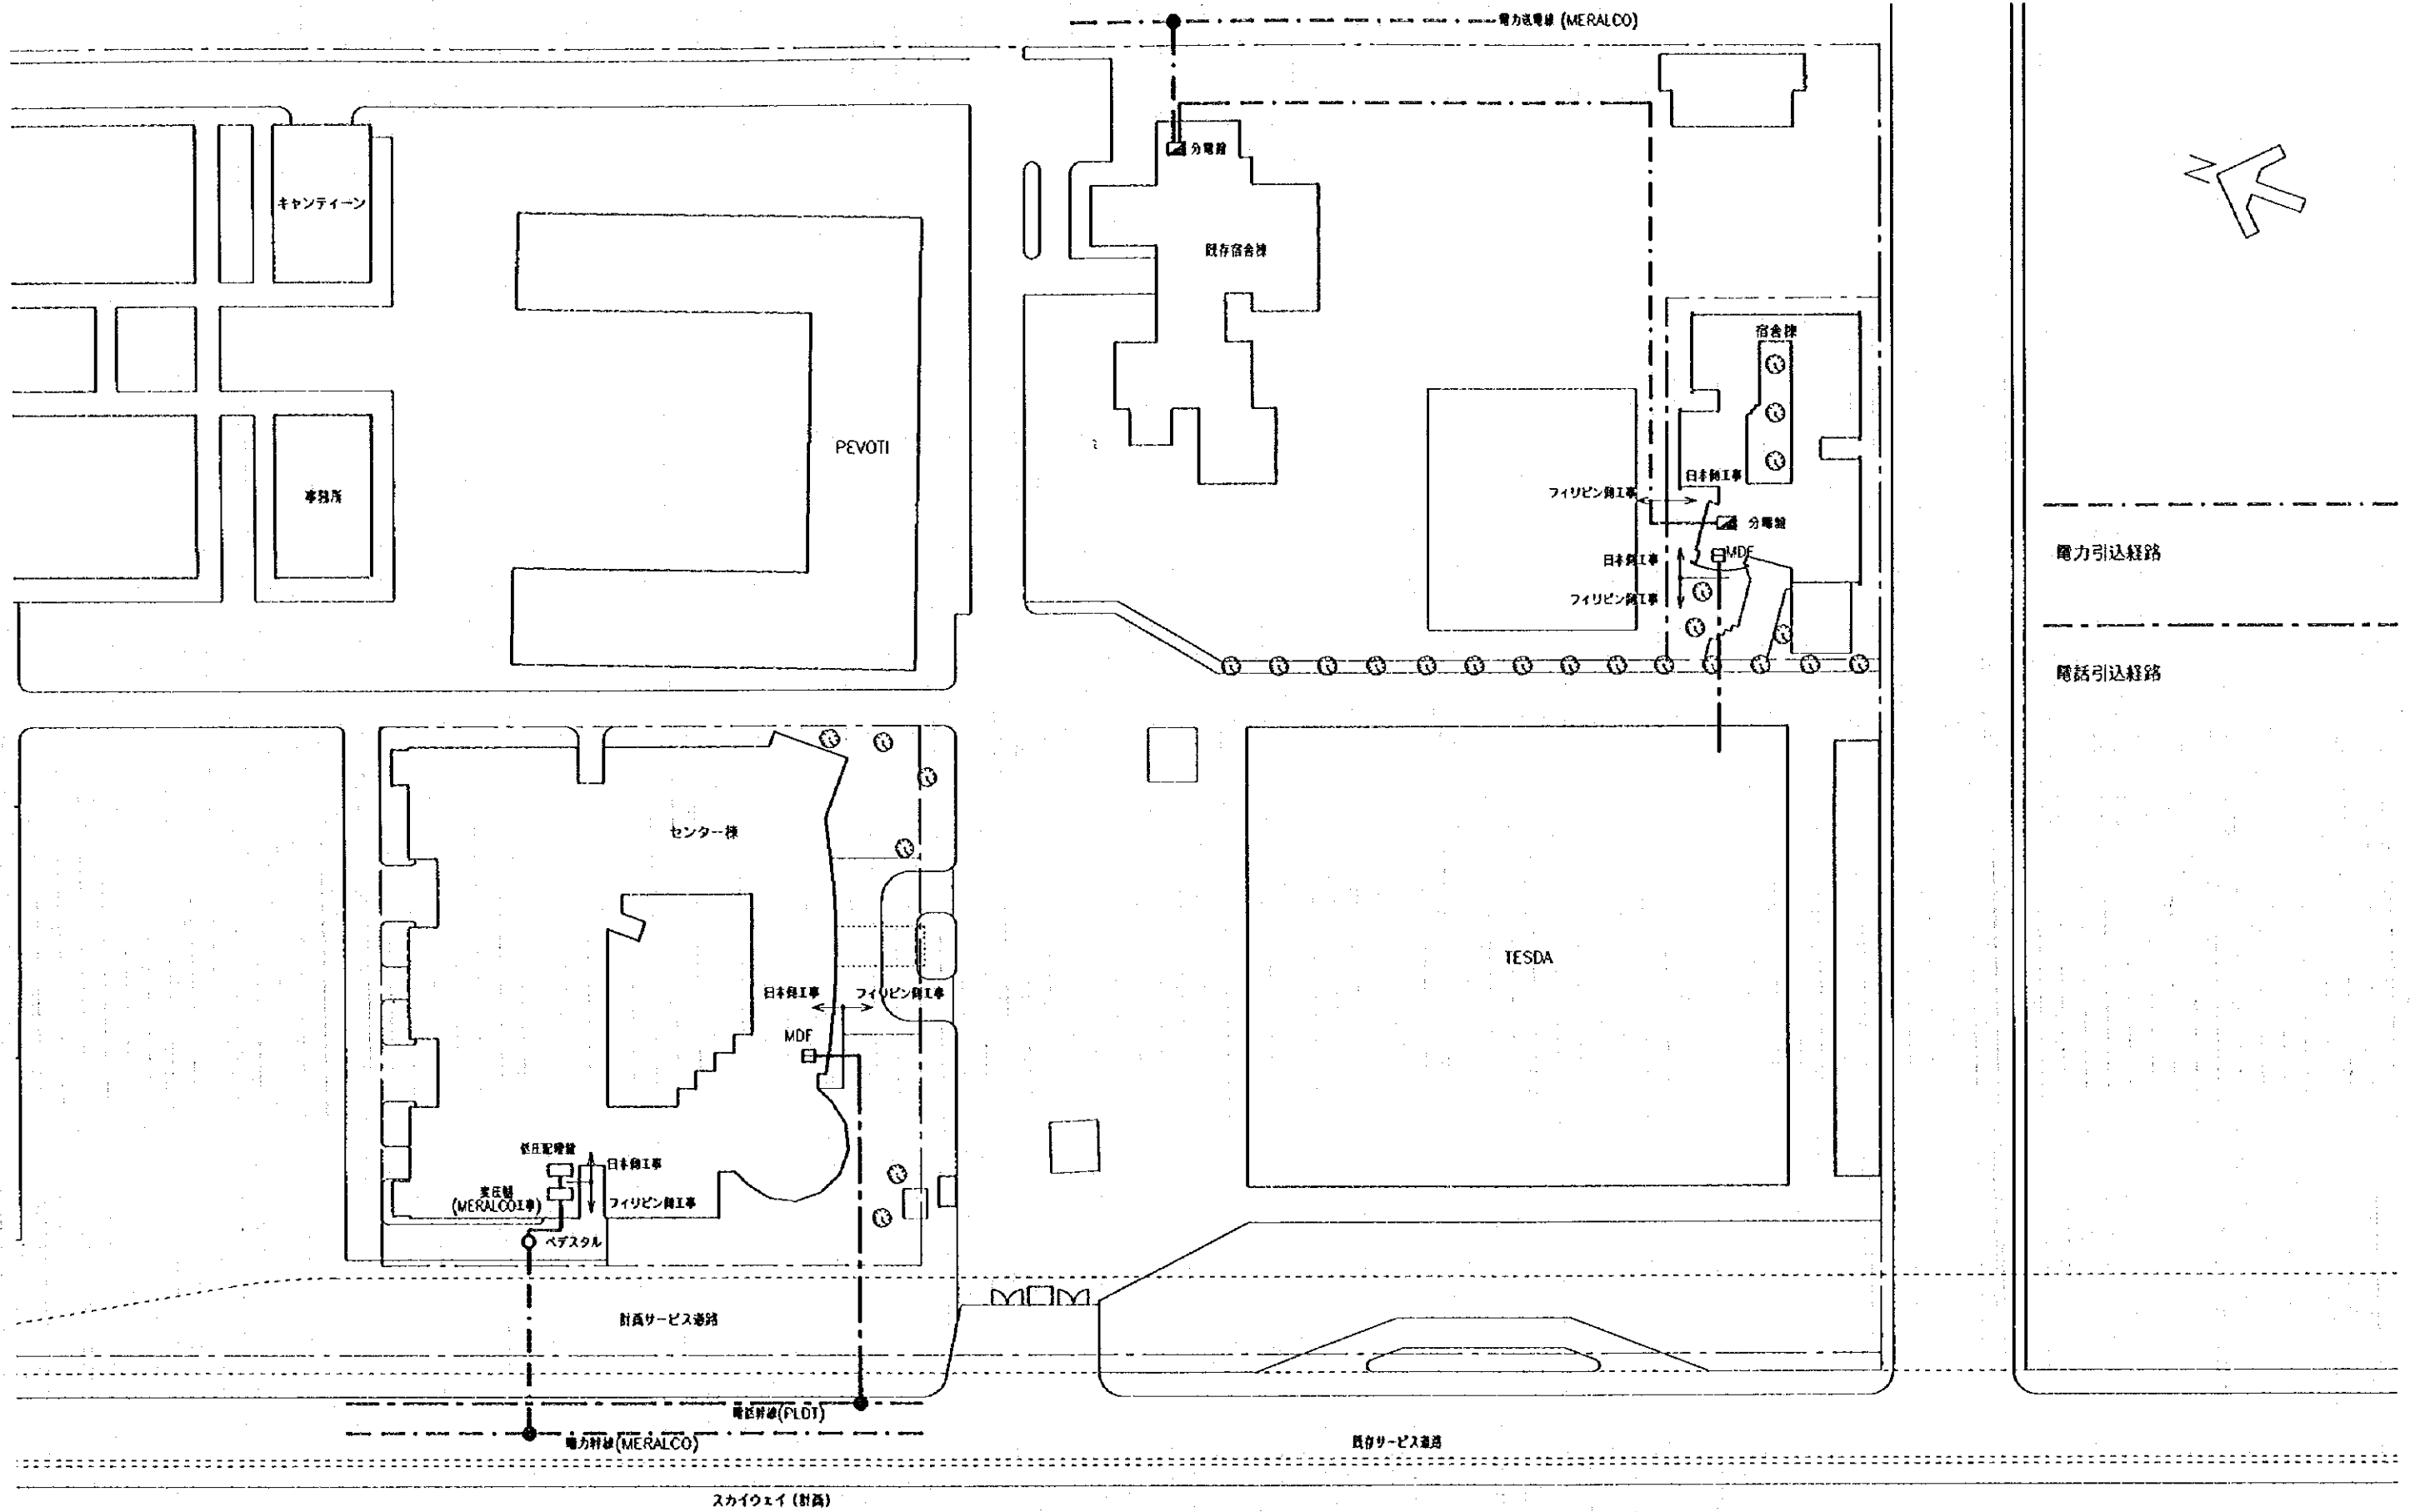 電力送電線 (MERALCO)
分電盤
キャンティーン
既存宿舎棟
宿舎棟
PEVOTI
事務所
日本側工事
フィリピン側工事
分電盤
MDF
日本側工事
フィリピン側工事
電力引込経路
電話引込経路
センター棟
TESDA
日本側工事
フィリピン側工事
MDF
低圧配電盤
日本側工事
変圧器
(MERALCO工事)
フィリピン側工事
ペデスタル
計画サービス道路
電話幹線(PLDT)
電力幹線(MERALCO)
既存サービス道路
スカイウェイ (計画)